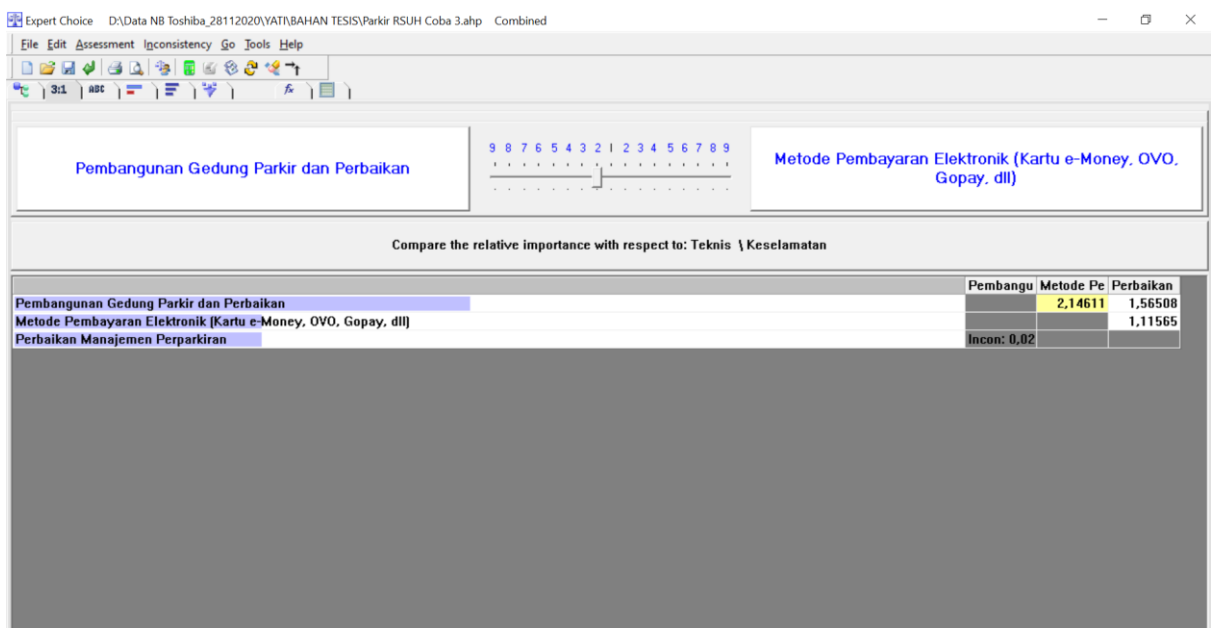 Expert Choice D:\Data NB Toshiba_28112020\YATI\BAHAN TESIS\Parkir RSUH Coba 3.ahp Combined
File Edit Assessment Inconsistency Go Tools Help
3:1 ABC fx
9 8 7 6 5 4 3 2 1 2 3 4 5 6 7 8 9
Pembangunan Gedung Parkir dan Perbaikan
Metode Pembayaran Elektronik (Kartu e-Money, OVO,
Gopay, dll)
Compare the relative importance with respect to: Teknis \ Keselamatan
Pembangu Metode Pe Perbaikan
Pembangunan Gedung Parkir dan Perbaikan 2,14611 1,56508
Metode Pembayaran Elektronik (Kartu e-Money, OVO, Gopay, dll) 1,11565
Perbaikan Manajemen Perparkiran Incon: 0,02